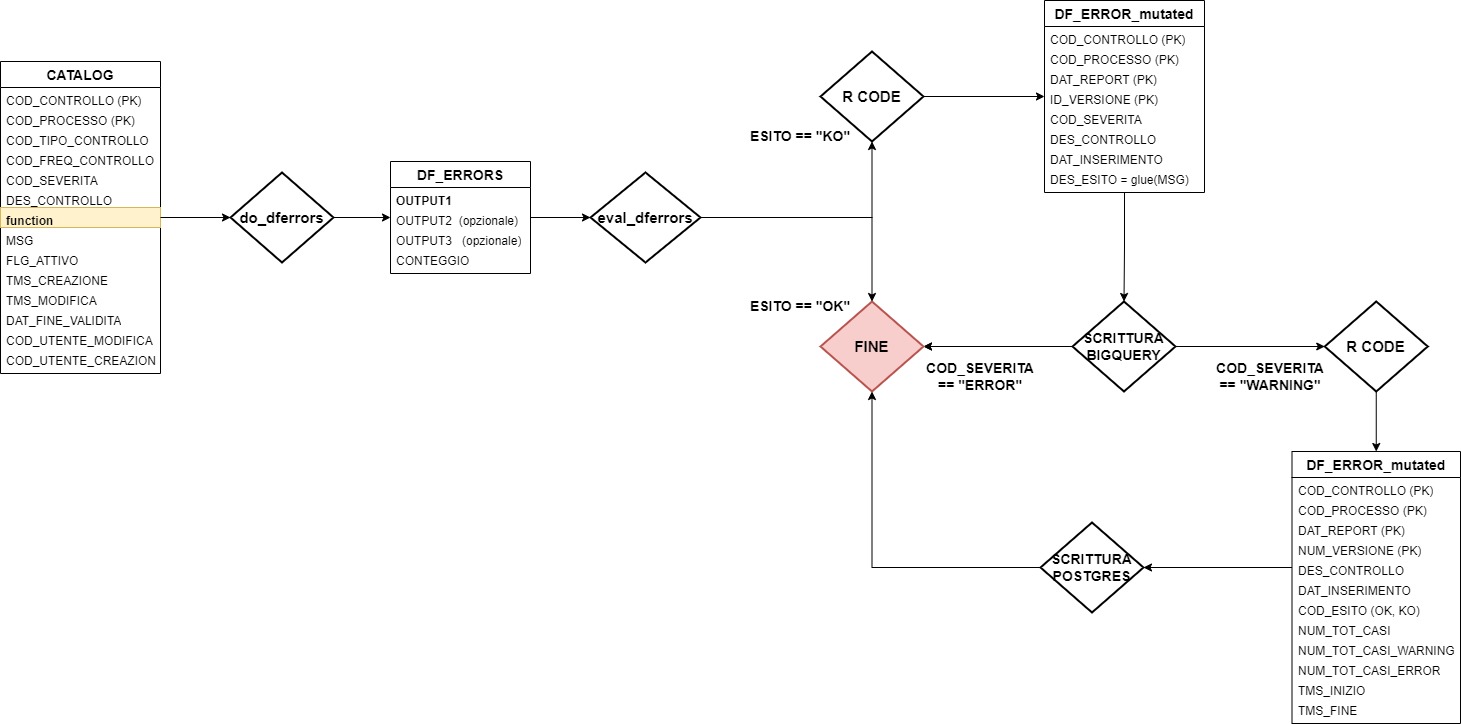 CATALOG
COD_CONTROLLO (PK)
COD_PROCESSO (PK)
COD_TIPO_CONTROLLO
COD_FREQ_CONTROLLO
COD_SEVERITA
DES_CONTROLLO
function
MSG
FLG_ATTIVO
TMS_CREAZIONE
TMS_MODIFICA
DAT_FINE_VALIDITA
COD_UTENTE_MODIFICA
COD_UTENTE_CREAZION
do_dferrors
DF_ERRORS
OUTPUT1
OUTPUT2 (opzionale)
OUTPUT3 (opzionale)
CONTEGGIO
eval_dferrors
ESITO == "KO"
R CODE
DF_ERROR_mutated
COD_CONTROLLO (PK)
COD_PROCESSO (PK)
DAT_REPORT (PK)
ID_VERSIONE (PK)
COD_SEVERITA
DES_CONTROLLO
DAT_INSERIMENTO
DES_ESITO = glue(MSG)
ESITO == "OK"
FINE
SCRITTURA
BIGQUERY
COD_SEVERITA
== "ERROR"
COD_SEVERITA
== "WARNING"
R CODE
DF_ERROR_mutated
COD_CONTROLLO (PK)
COD_PROCESSO (PK)
DAT_REPORT (PK)
NUM_VERSIONE (PK)
DES_CONTROLLO
DAT_INSERIMENTO
COD_ESITO (OK, KO)
NUM_TOT_CASI
NUM_TOT_CASI_WARNING
NUM_TOT_CASI_ERROR
TMS_INIZIO
TMS_FINE
SCRITTURA
POSTGRES